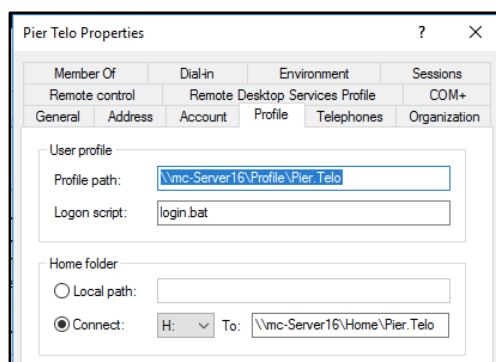 Pier Telo Properties ? ×
Member Of Dial-in Environment Sessions
Remote control Remote Desktop Services Profile COM+
General Address Account Profile Telephones Organization
User profile
Profile path: \\mc-Server16\Profile\Pier.Telo
Logon script: login.bat
Home folder
Local path:
Connect: H: To: \\mc-Server16\Home\Pier.Telo